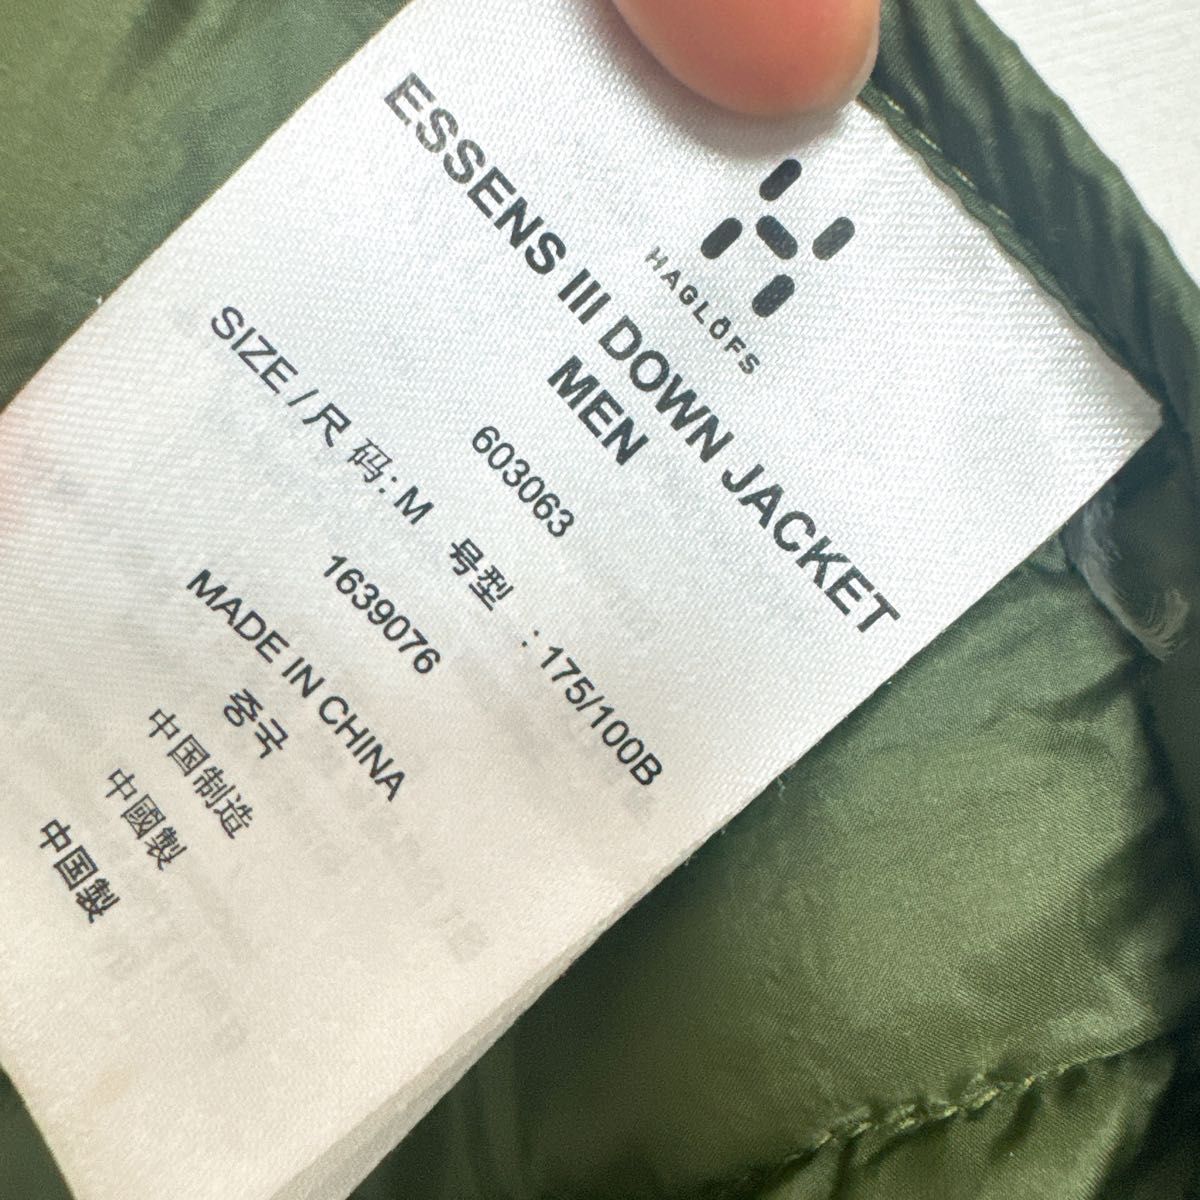 HAGLÖFS
ESSENS III DOWN JACKET
MEN
603063
SIZE / 尺 码: M 号型 : 175/100B
1639076
MADE IN CHINA
중국
中国制造
中國製
中国製